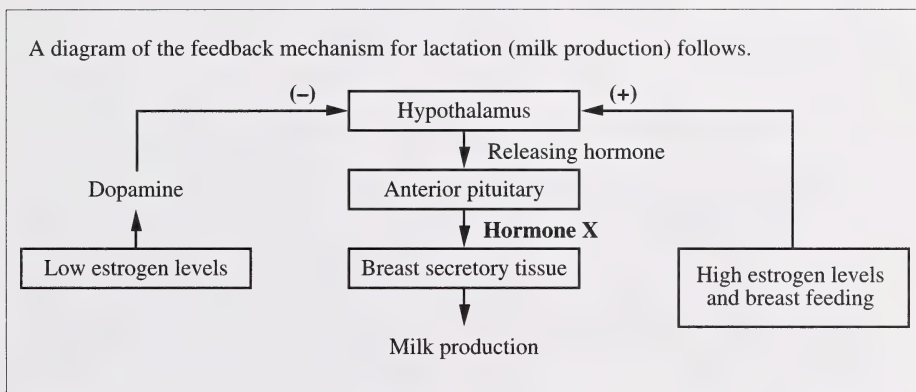 A diagram of the feedback mechanism for lactation (milk production) follows.
(–)
(+)
Hypothalamus
Releasing hormone
Dopamine
Anterior pituitary
Hormone X
Low estrogen levels
Breast secretory tissue
High estrogen levels
and breast feeding
Milk production